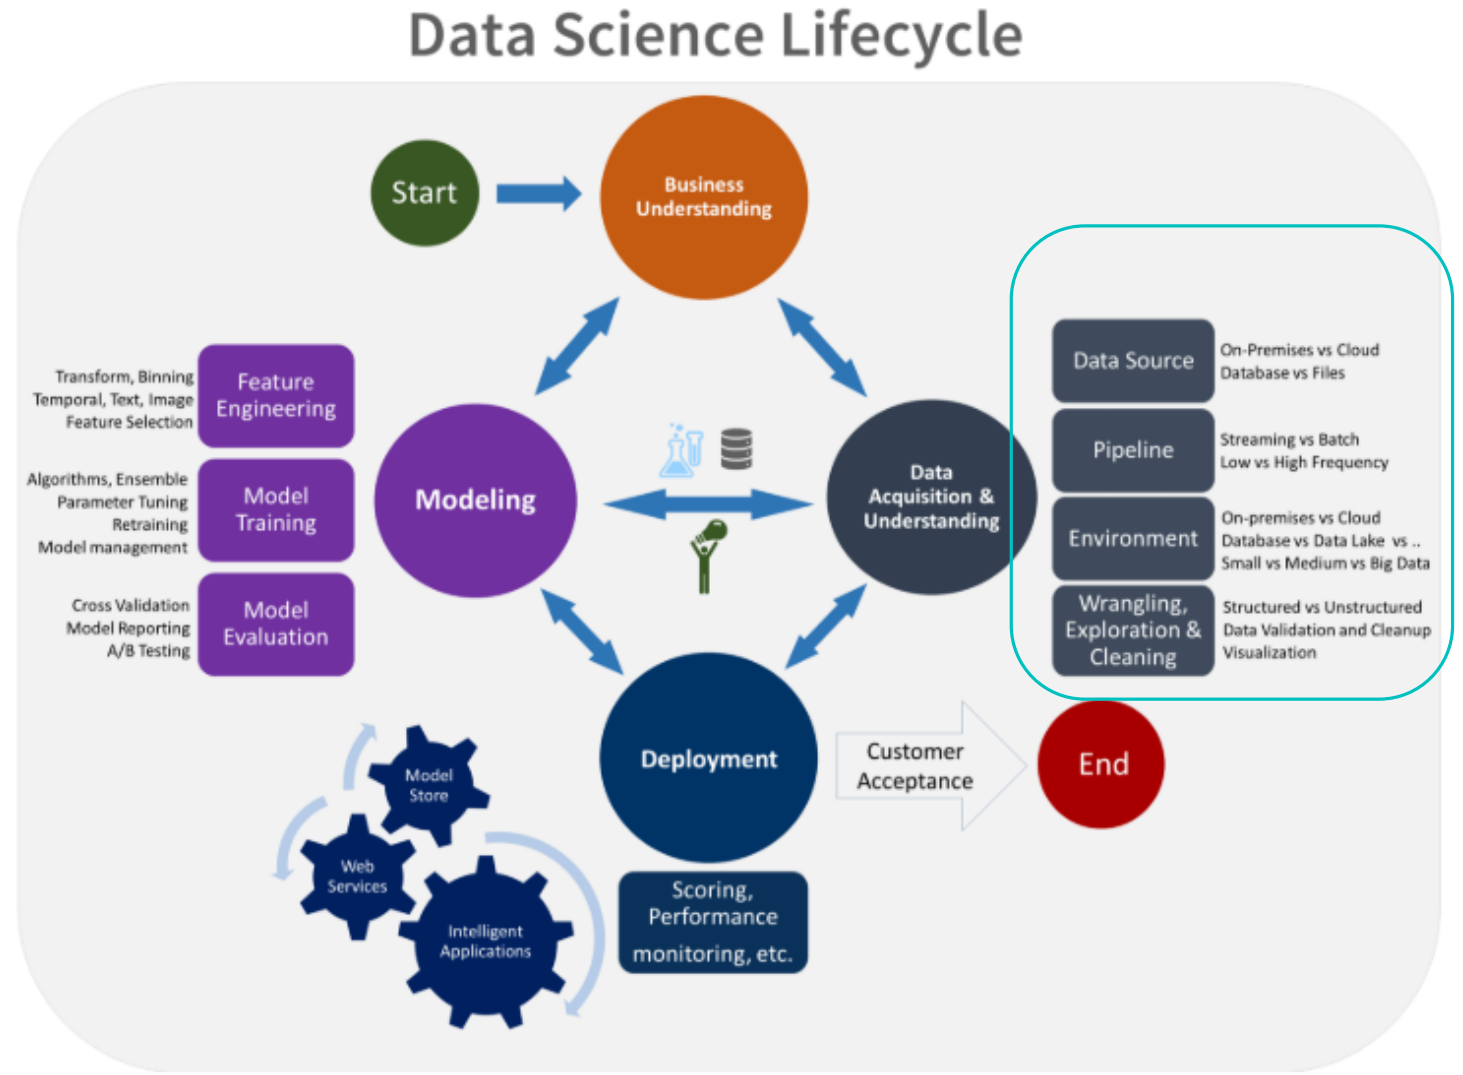 Data Science Lifecycle
Start
Business
Understanding
Data Source
On-Premises vs Cloud
Database vs Files
Pipeline
Streaming vs Batch
Low vs High Frequency
Environment
On-premises vs Cloud
Database vs Data Lake vs ..
Small vs Medium vs Big Data
Wrangling,
Exploration &
Cleaning
Structured vs Unstructured
Data Validation and Cleanup
Visualization
Transform, Binning
Temporal, Text, Image
Feature Selection
Feature
Engineering
Algorithms, Ensemble
Parameter Tuning
Retraining
Model management
Model
Training
Cross Validation
Model Reporting
A/B Testing
Model
Evaluation
Modeling
Data
Acquisition &
Understanding
Deployment
Customer
Acceptance
End
Model
Store
Web
Services
Intelligent
Applications
Scoring,
Performance
monitoring, etc.